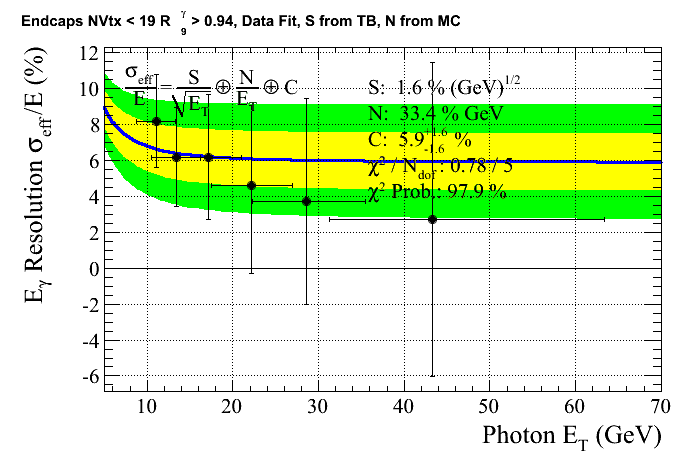 Endcaps NVtx < 19 R γ 9 > 0.94, Data Fit, S from TB, N from MC
σeff/E = S/√ET ⊕ N/ET ⊕ C
S: 1.6 % (GeV)1/2
N: 33.4 % GeV
C: 5.9 +1.6 -1.6 %
χ2 / Ndof: 0.78 / 5
χ2 Prob.: 97.9 %
Eγ Resolution σeff/E (%)
12
10
8
6
4
2
0
-2
-4
-6
10 20 30 40 50 60 70
Photon ET (GeV)